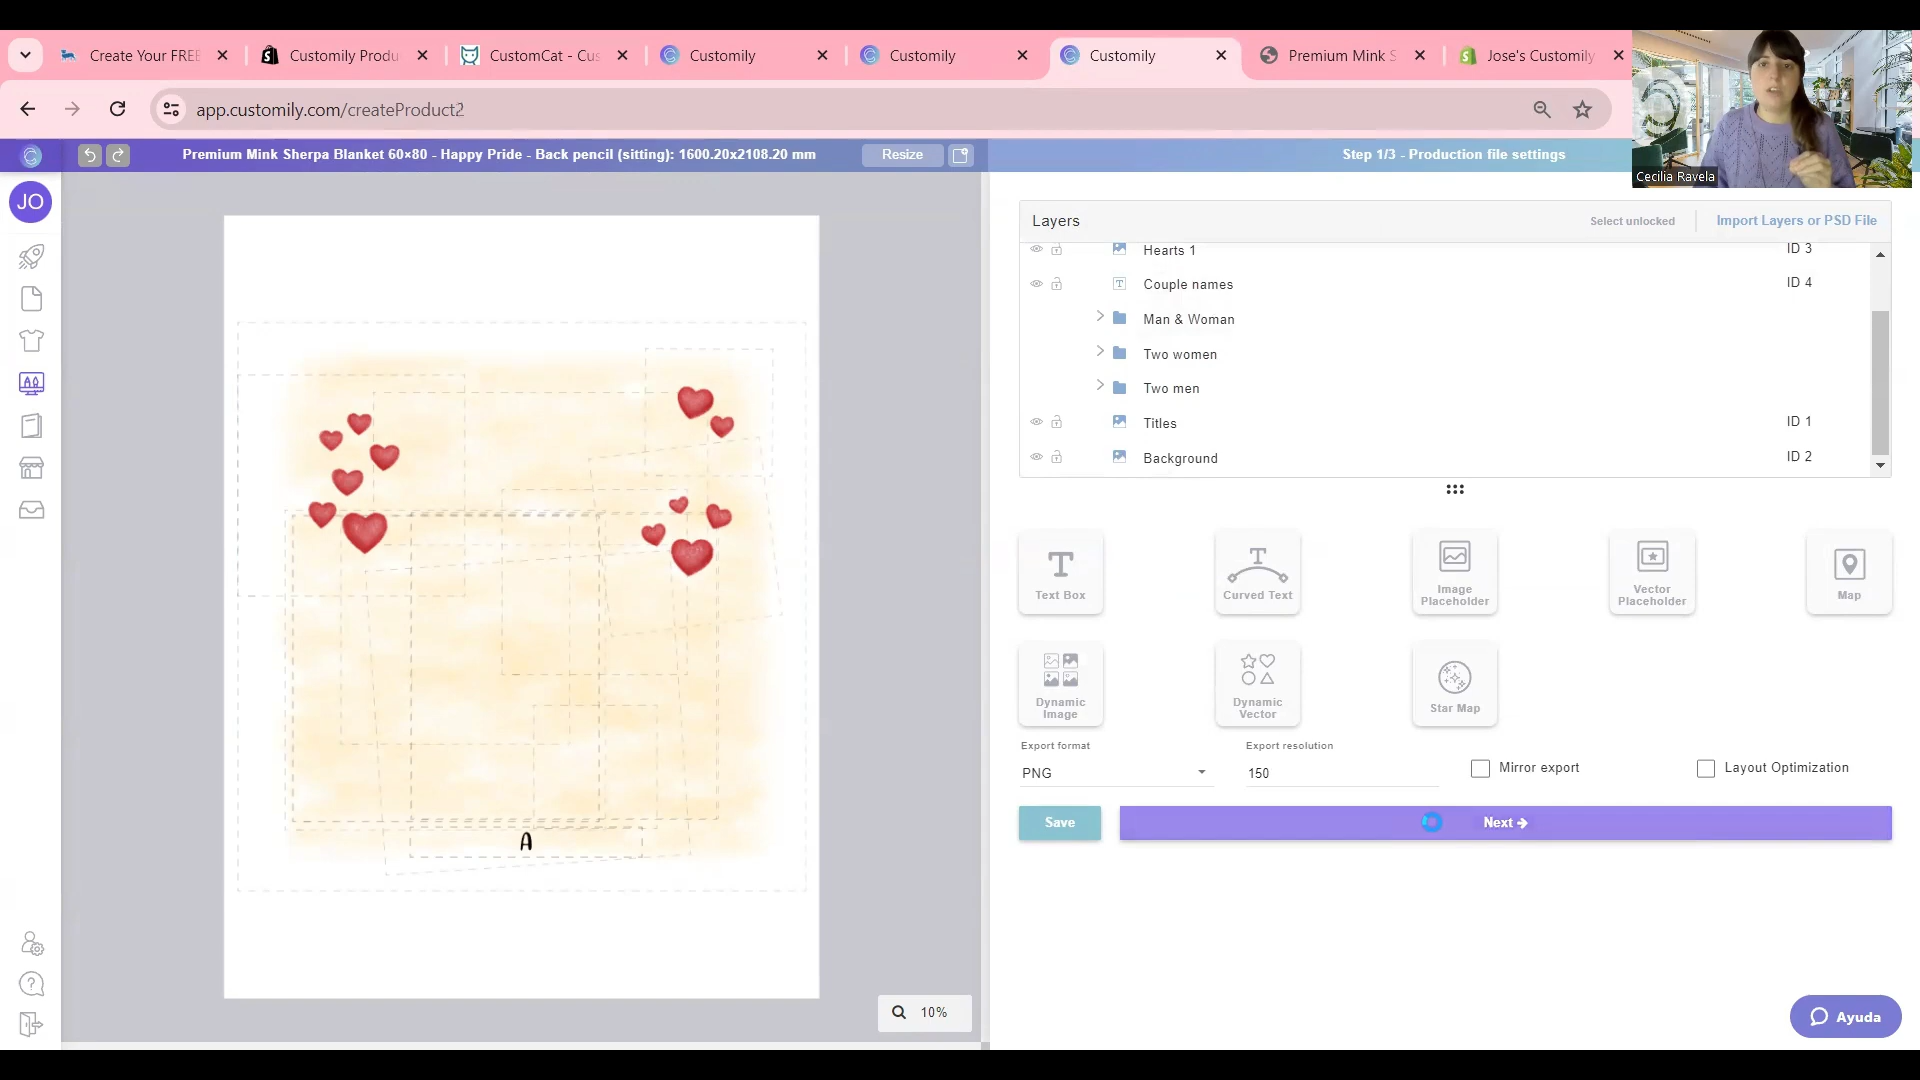 Create Your FREE
Customily Produ
CustomCat - Cus
Customily
Customily
Customily
Premium Mink S
Jose's Customily
app.customily.com/createProduct2
Premium Mink Sherpa Blanket 60×80 - Happy Pride - Back pencil (sitting): 1600.20x2108.20 mm
Resize
Step 1/3 - Production file settings
Cecilia Ravela
JO
Layers
Select unlocked
Import Layers or PSD File
Hearts 1
ID 3
Couple names
ID 4
Man & Woman
Two women
Two men
Titles
ID 1
Background
ID 2
Text Box
Curved Text
Image
Placeholder
Vector
Placeholder
Map
Dynamic
Image
Dynamic
Vector
Star Map
Export format
Export resolution
PNG
150
Mirror export
Layout Optimization
Save
Next →
A
10%
Ayuda